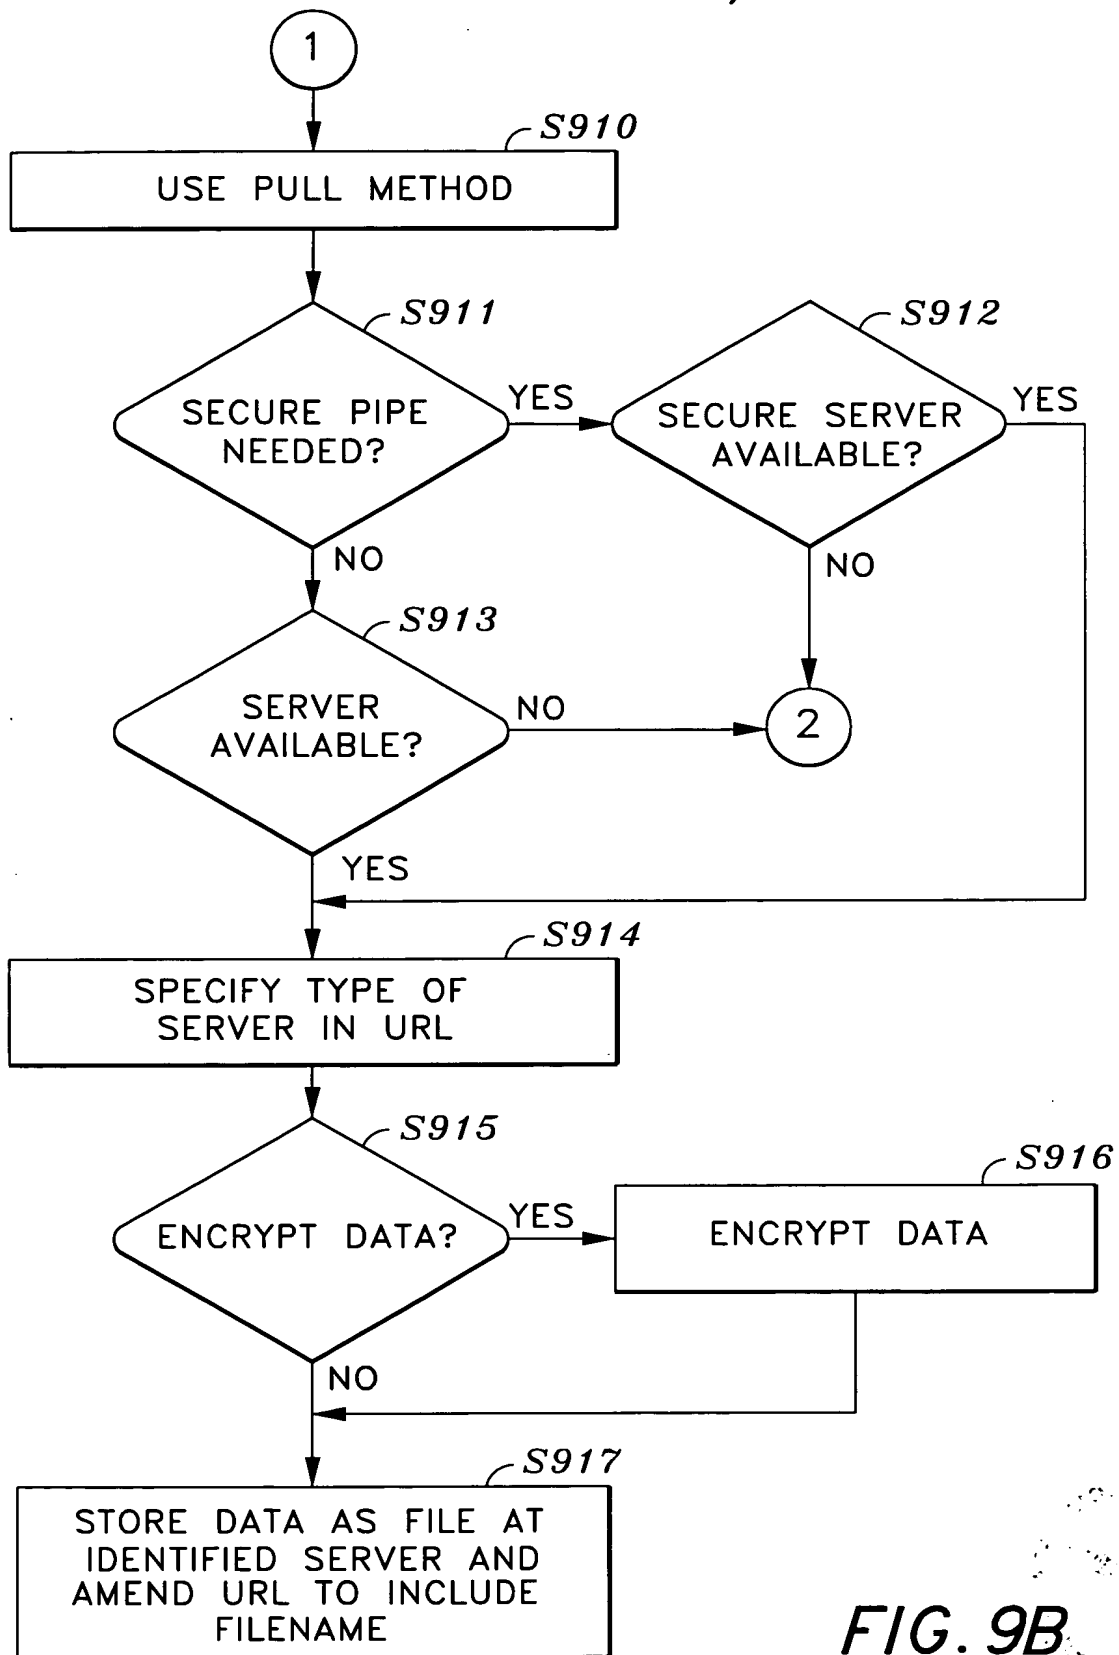 1
S910
USE PULL METHOD
S911
SECURE PIPE
NEEDED?
YES
NO
S912
SECURE SERVER
AVAILABLE?
YES
NO
S913
SERVER
AVAILABLE?
NO
2
YES
S914
SPECIFY TYPE OF
SERVER IN URL
S915
ENCRYPT DATA?
YES
S916
ENCRYPT DATA
NO
S917
STORE DATA AS FILE AT
IDENTIFIED SERVER AND
AMEND URL TO INCLUDE
FILENAME
FIG. 9B